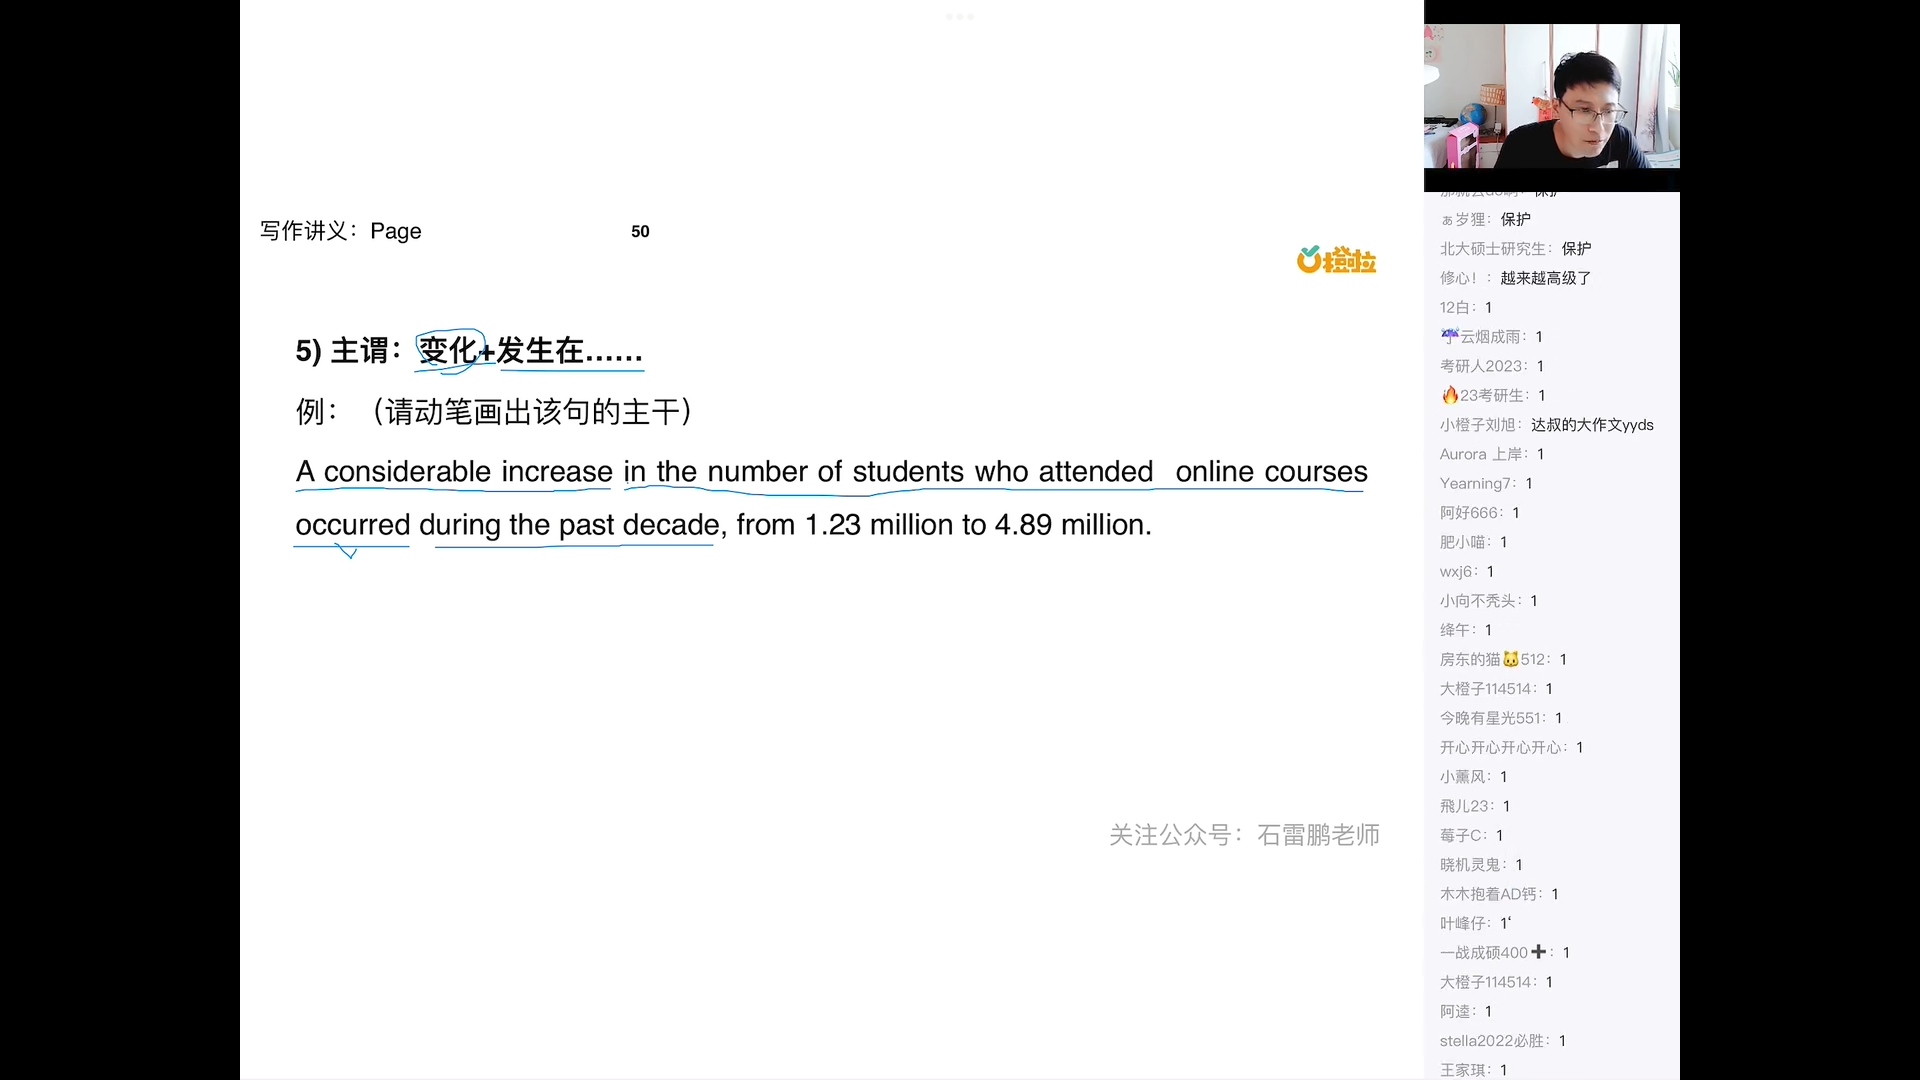 写作讲义：Page 50
橙啦
5) 主谓：变化+发生在......
例：（请动笔画出该句的主干）
A considerable increase in the number of students who attended online courses
occurred during the past decade, from 1.23 million to 4.89 million.
关注公众号：石雷鹏老师
ぁ岁狸：保护
北大硕士研究生：保护
修心！：越来越高级了
12白：1
☔云烟成雨：1
考研人2023：1
🔥23考研生：1
小橙子刘旭：达叔的大作文yyds
Aurora 上岸：1
Yearning7：1
阿好666：1
肥小喵：1
wxj6：1
小向不秃头：1
绛午：1
房东的猫🐱512：1
大橙子114514：1
今晚有星光551：1
开心开心开心开心：1
小薰风：1
飛儿23：1
莓子C：1
晓机灵鬼：1
木木抱着AD钙：1
叶峰仔：1‘
一战成硕400➕：1
大橙子114514：1
阿逵：1
stella2022必胜：1
王家琪：1